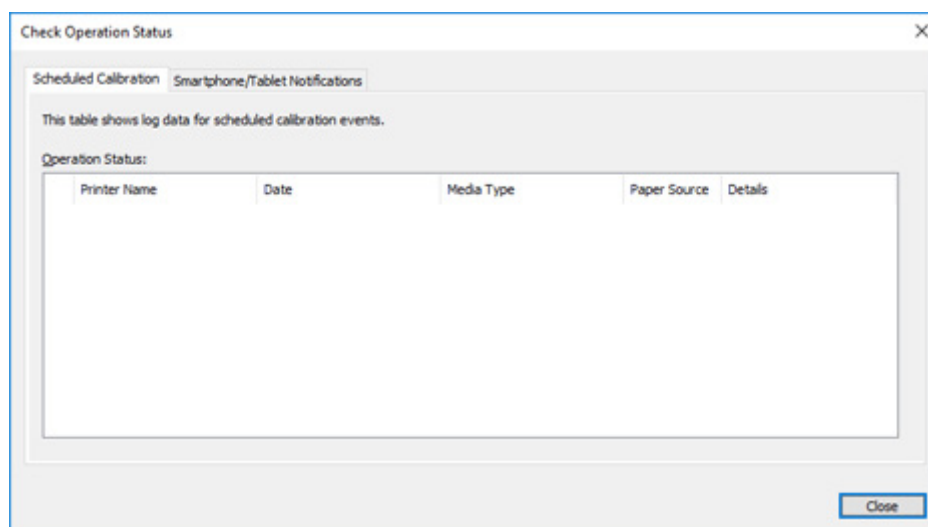 Check Operation Status
Scheduled Calibration Smartphone/Tablet Notifications
This table shows log data for scheduled calibration events.
Operation Status:
Printer Name Date Media Type Paper Source Details
Close